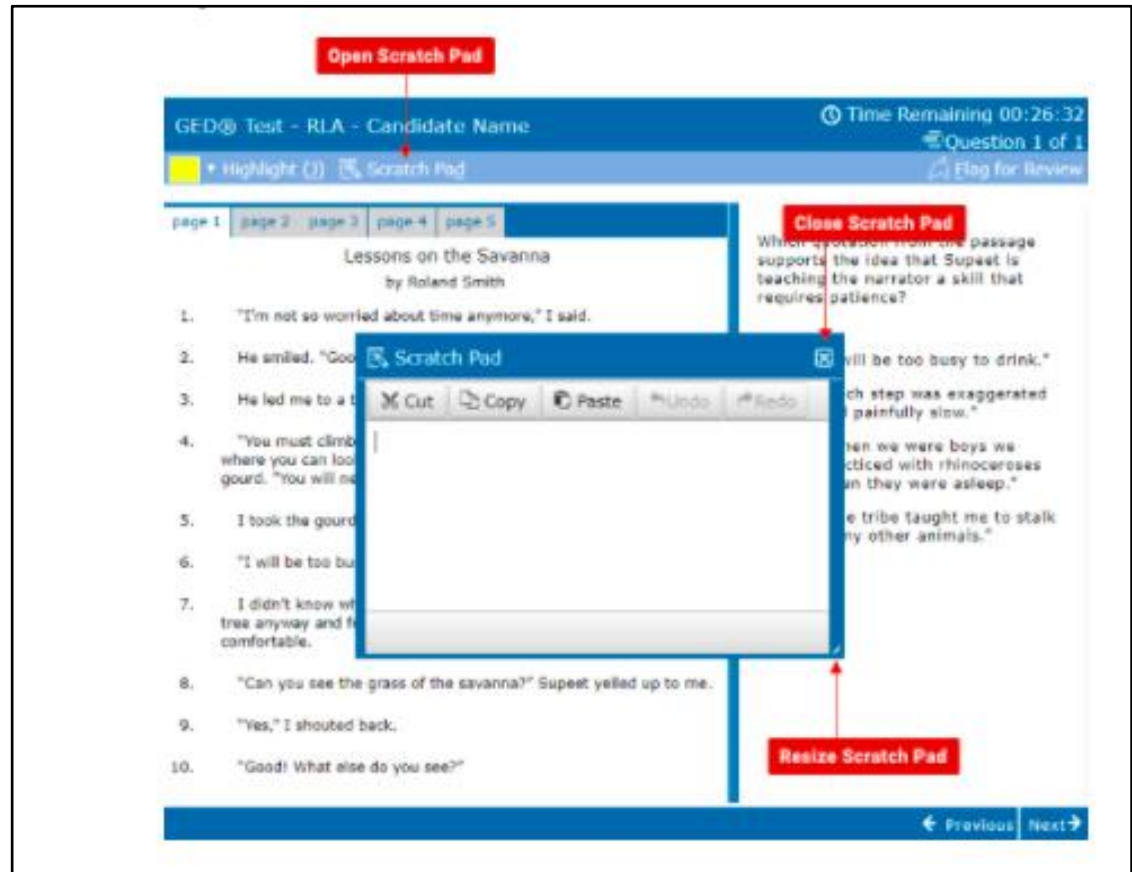 Open Scratch Pad
GED® Test - RLA - Candidate Name
Time Remaining 00:26:32
Question 1 of 1
Highlight (J) Scratch Pad
Flag for Review
page 1 page 2 page 3 page 4 page 5
Lessons on the Savanna
by Roland Smith
1. "I'm not so worried about time anymore," I said.
2. He smiled. "Goo
3. He led me to a t
4. "You must climb
where you can loo
gourd. "You will ne
5. I took the gourd
6. "I will be too bu
7. I didn't know wh
tree anyway and f
comfortable.
8. "Can you see the grass of the savanna?" Supeet yelled up to me.
9. "Yes," I shouted back.
10. "Good! What else do you see?"
Scratch Pad
Cut Copy Paste Undo Redo
Close Scratch Pad
Which quotation from the passage
supports the idea that Supeet is
teaching the narrator a skill that
requires patience?
will be too busy to drink."
ch step was exaggerated
painfully slow."
en we were boys we
cticed with rhinoceroses
n they were asleep."
e tribe taught me to stalk
ny other animals."
Resize Scratch Pad
Previous Next